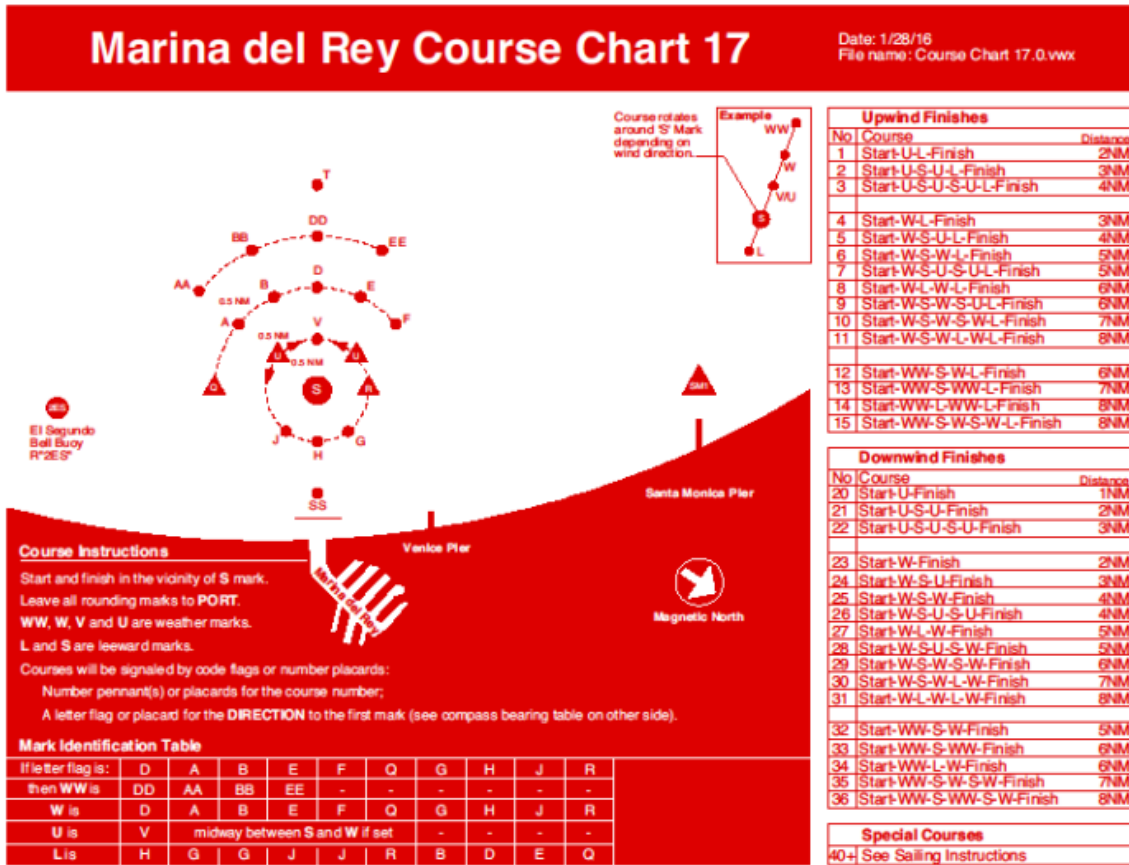 Marina del Rey Course Chart 17
Date: 1/28/16
File name: Course Chart 17.0.vwx
Course rotates
around 'S' Mark
depending on
wind direction.
Example
WW
W
V/U
S
L
T
DD
BB
EE
AA
D
B
E
0.5 NM
A
F
V
0.5 NM
U
U
0.5 NM
Q
S
R
J
G
H
SS
2ES
El Segundo
Bell Buoy
R"2ES"
SM1
Santa Monica Pier
Venice Pier
Marina del Rey
Magnetic North
Course Instructions
Start and finish in the vicinity of S mark.
Leave all rounding marks to PORT.
WW, W, V and U are weather marks.
L and S are leeward marks.
Courses will be signaled by code flags or number placards:
Number pennant(s) or placards for the course number;
A letter flag or placard for the DIRECTION to the first mark (see compass bearing table on other side).
Mark Identification Table
If letter flag is: D A B E F Q G H J R
then WW is DD AA BB EE - - - - - -
W is D A B E F Q G H J R
U is V midway between S and W if set - - - -
L is H G G J J R B D E Q
Upwind Finishes
No Course Distance
1 Start-U-L-Finish 2NM
2 Start-U-S-U-L-Finish 3NM
3 Start-U-S-U-S-U-L-Finish 4NM
4 Start-W-L-Finish 3NM
5 Start-W-S-U-L-Finish 4NM
6 Start-W-S-W-L-Finish 5NM
7 Start-W-S-U-S-U-L-Finish 5NM
8 Start-W-L-W-L-Finish 6NM
9 Start-W-S-W-S-U-L-Finish 6NM
10 Start-W-S-W-S-W-L-Finish 7NM
11 Start-W-S-W-L-W-L-Finish 8NM
12 Start-WW-S-W-L-Finish 6NM
13 Start-WW-S-WW-L-Finish 7NM
14 Start-WW-L-WW-L-Finish 8NM
15 Start-WW-S-W-S-W-L-Finish 8NM
Downwind Finishes
No Course Distance
20 Start-U-Finish 1NM
21 Start-U-S-U-Finish 2NM
22 Start-U-S-U-S-U-Finish 3NM
23 Start-W-Finish 2NM
24 Start-W-S-U-Finish 3NM
25 Start-W-S-W-Finish 4NM
26 Start-W-S-U-S-U-Finish 4NM
27 Start-W-L-W-Finish 5NM
28 Start-W-S-U-S-W-Finish 5NM
29 Start-W-S-W-S-W-Finish 6NM
30 Start-W-S-W-L-W-Finish 7NM
31 Start-W-L-W-L-W-Finish 8NM
32 Start-WW-S-W-Finish 5NM
33 Start-WW-S-WW-Finish 6NM
34 Start-WW-L-W-Finish 6NM
35 Start-WW-S-W-S-W-Finish 7NM
36 Start-WW-S-WW-S-W-Finish 8NM
Special Courses
40+ See Sailing Instructions